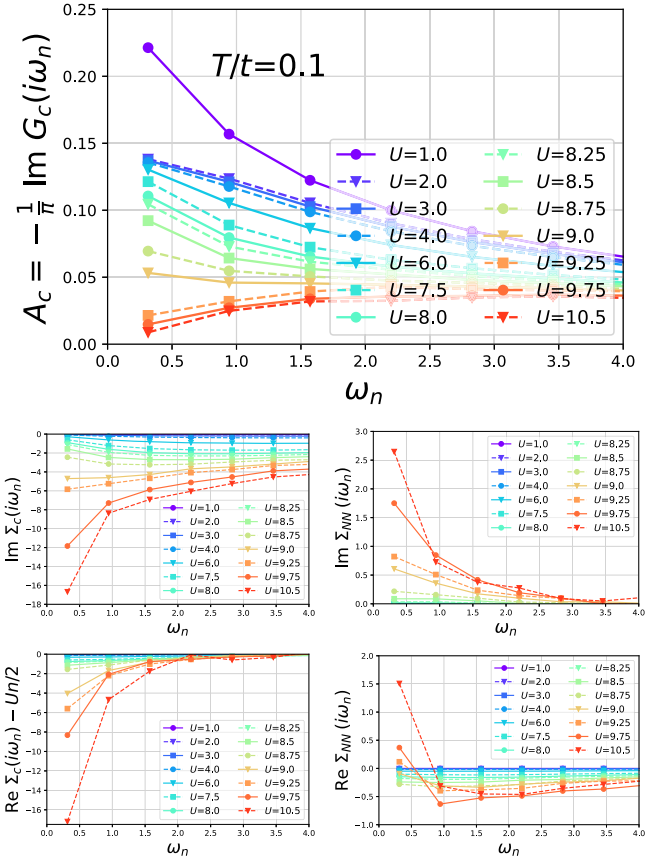 T/t=0.1
A_c = −1/π Im G_c(iω_n)
0.25
0.20
0.15
0.10
0.05
0.00
U=1.0 U=8.25
U=2.0 U=8.5
U=3.0 U=8.75
U=4.0 U=9.0
U=6.0 U=9.25
U=7.5 U=9.75
U=8.0 U=10.5
0.0 0.5 1.0 1.5 2.0 2.5 3.0 3.5 4.0
ω_n
Im Σ_c(iω_n)
0
−2
−4
−6
−8
−10
−12
−14
−16
−18
U=1,0 U=8.25
U=2,0 U=8.5
U=3,0 U=8.75
U=4,0 U=9.0
U=6,0 U=9.25
U=7.5 U=9.75
U=8.0 U=10.5
0.0 0.5 1.0 1.5 2.0 2.5 3.0 3.5 4.0
ω_n
Im Σ_NN (iω_n)
3.0
2.5
2.0
1.5
1.0
0.5
0.0
U=1,0 U=8.25
U=2,0 U=8.5
U=3,0 U=8.75
U=4,0 U=9.0
U=6,0 U=9.25
U=7.5 U=9.75
U=8.0 U=10.5
0.0 0.5 1.0 1.5 2.0 2.5 3.0 3.5 4.0
ω_n
Re Σ_c(iω_n) − Un/2
0
−2
−4
−6
−8
−10
−12
−14
−16
U=1,0 U=8.25
U=2,0 U=8.5
U=3,0 U=8.75
U=4,0 U=9.0
U=6,0 U=9.25
U=7.5 U=9.75
U=8.0 U=10.5
0.0 0.5 1.0 1.5 2.0 2.5 3.0 3.5 4.0
ω_n
Re Σ_NN (iω_n)
2.0
1.5
1.0
0.5
0.0
−0.5
−1.0
U=1,0 U=8.25
U=2,0 U=8.5
U=3.0 U=8.75
U=4,0 U=9.0
U=6,0 U=9.25
U=7.5 U=9.75
U=8.0 U=10.5
0.0 0.5 1.0 1.5 2.0 2.5 3.0 3.5 4.0
ω_n